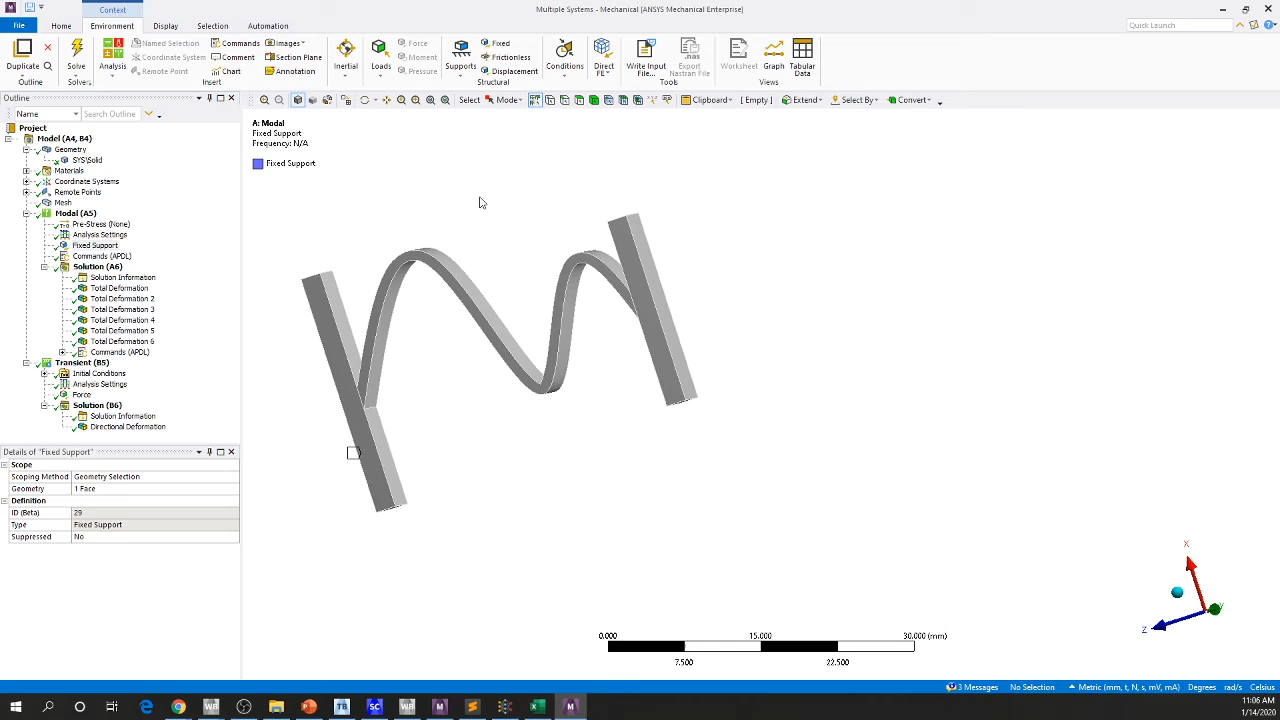 Multiple Systems - Mechanical (ANSYS Mechanical Enterprise)
Context
File Home Environment Display Selection Automation
Quick Launch
Duplicate
Outline
Solve
Solver
Analysis
Named Selection
Coordinate System
Remote Point
Commands
Comment
Chart
Images
Section Plane
Annotation
Insert
Inertial
Loads
Force
Moment
Pressure
Supports
Fixed
Frictionless
Displacement
Structural
Conditions
Direct
FE
Write Input
File...
Export
Nastran File
.nas
Tools
Worksheet
Graph
Tabular
Data
Views
Outline
Name
Search Outline
Select Mode Clipboard [ Empty ] Extend Select By Convert
Project
Model (A4, B4)
Geometry
SYS\Solid
Materials
Coordinate Systems
Remote Points
Mesh
Modal (A5)
Pre-Stress (None)
Analysis Settings
Fixed Support
Commands (APDL)
Solution (A6)
Solution Information
Total Deformation
Total Deformation 2
Total Deformation 3
Total Deformation 4
Total Deformation 5
Total Deformation 6
Commands (APDL)
Transient (B5)
Initial Conditions
Analysis Settings
Force
Solution (B6)
Solution Information
Directional Deformation
Details of "Fixed Support"
Scope
Scoping Method Geometry Selection
Geometry 1 Face
Definition
ID (Beta) 29
Type Fixed Support
Suppressed No
A: Modal
Fixed Support
Frequency: N/A
Fixed Support
X
Y
Z
0.000 15.000 30.000 (mm)
7.500 22.500
3 Messages No Selection Metric (mm, t, N, s, mV, mA) Degrees rad/s Celsius
WB TB SC WB M M
11:06 AM
1/14/2020